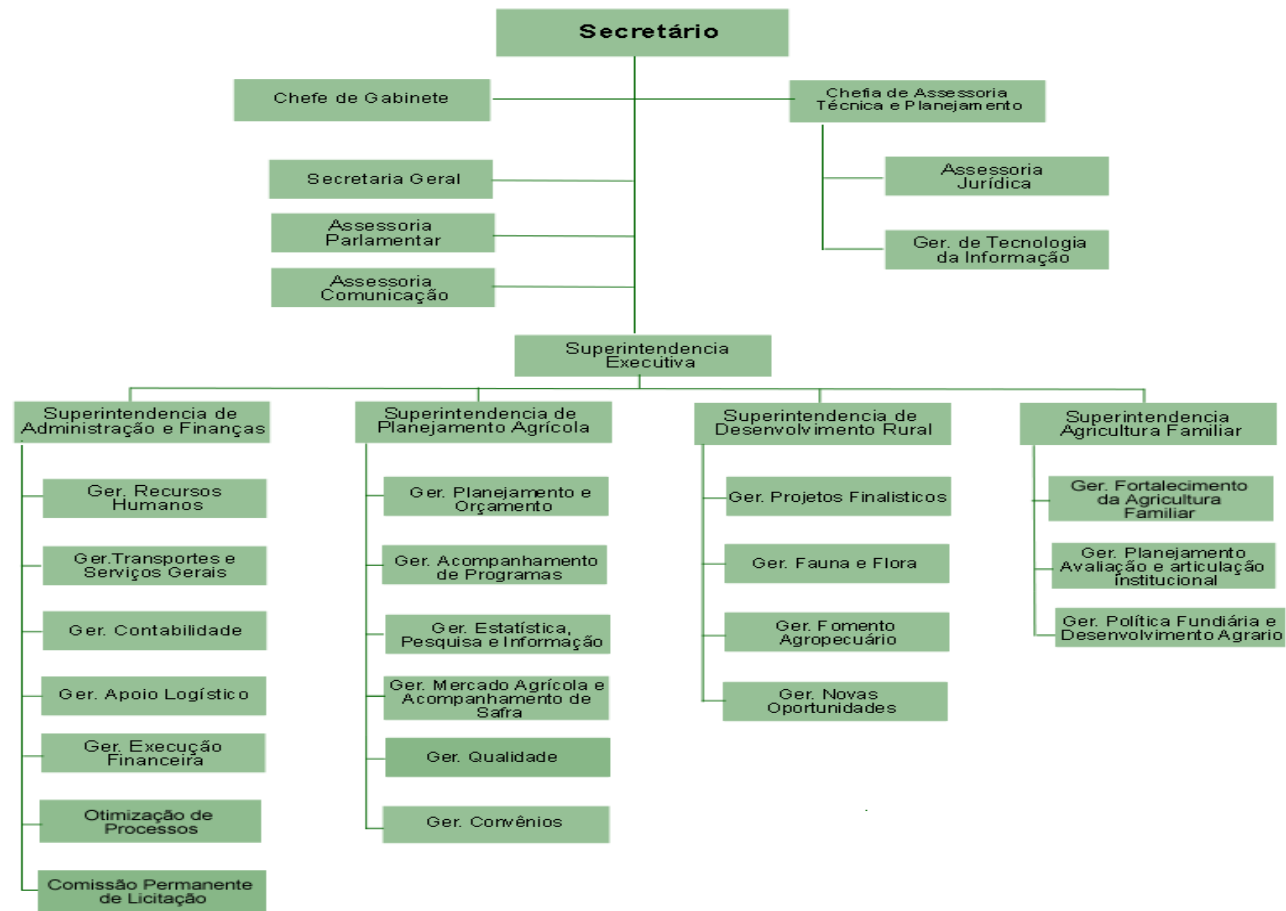 Secretário
Chefe de Gabinete
Chefia de Assessoria
Técnica e Planejamento
Secretaria Geral
Assessoria
Jurídica
Assessoria
Parlamentar
Ger. de Tecnologia
da Informação
Assessoria
Comunicação
Superintendencia
Executiva
Superintendencia de
Administração e Finanças
Ger. Recursos
Humanos
Ger.Transportes e
Serviços Gerais
Ger. Contabilidade
Ger. Apoio Logístico
Ger. Execução
Financeira
Otimização de
Processos
Comissão Permanente
de Licitação
Superintendencia de
Planejamento Agrícola
Ger. Planejamento e
Orçamento
Ger. Acompanhamento
de Programas
Ger. Estatística,
Pesquisa e Informação
Ger. Mercado Agrícola e
Acompanhamento de
Safra
Ger. Qualidade
Ger. Convênios
Superintendencia de
Desenvolvimento Rural
Ger. Projetos Finalisticos
Ger. Fauna e Flora
Ger. Fomento
Agropecuário
Ger. Novas
Oportunidades
Superintendencia
Agricultura Familiar
Ger. Fortalecimento
da Agricultura
Familiar
Ger. Planejamento
Avaliação e articulação
institucional
Ger. Política Fundiária e
Desenvolvimento Agrario